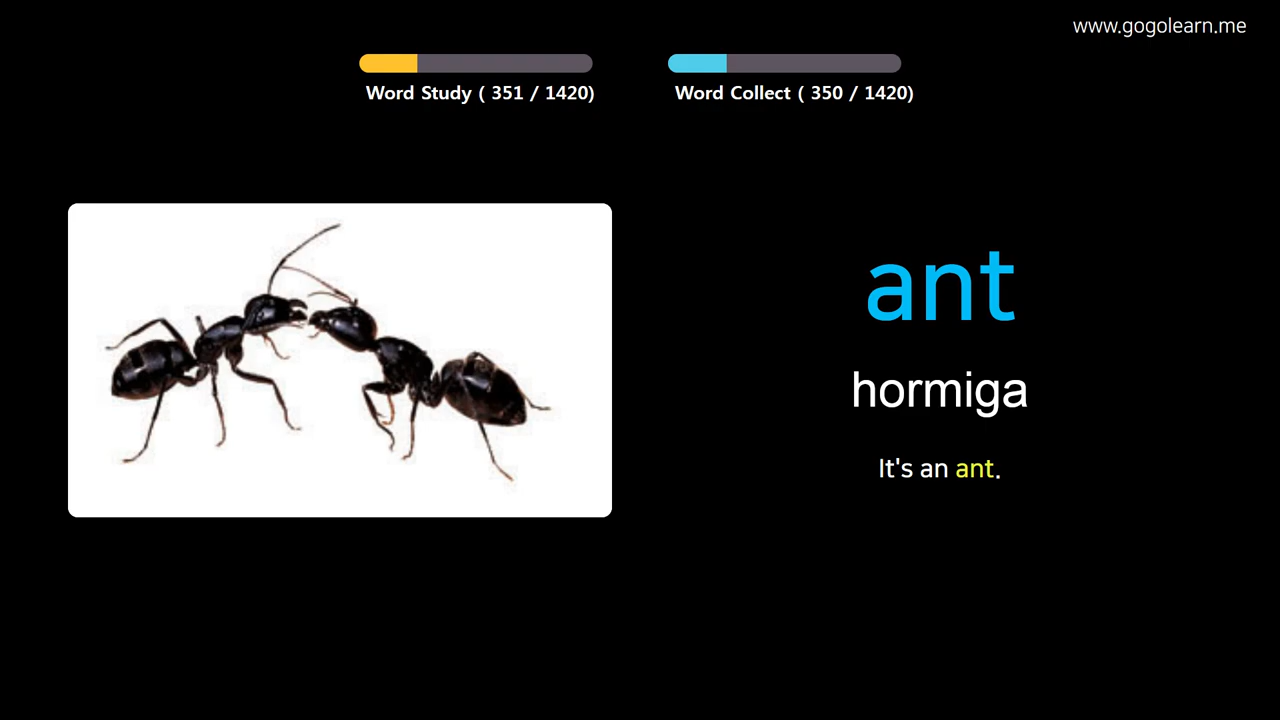 www.gogolearn.me
Word Study ( 351 / 1420)
Word Collect ( 350 / 1420)
ant
hormiga
It's an ant.